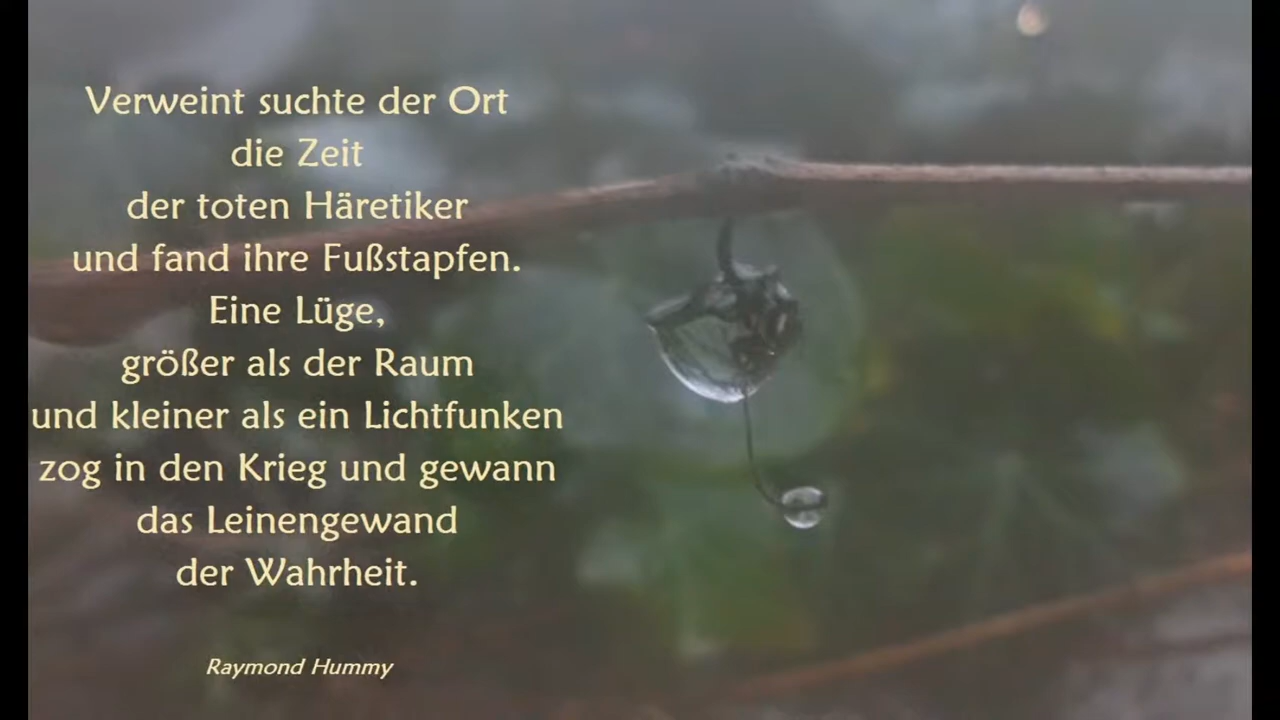 Verweint suchte der Ort
die Zeit
der toten Häretiker
und fand ihre Fußstapfen.
Eine Lüge,
größer als der Raum
und kleiner als ein Lichtfunken
zog in den Krieg und gewann
das Leinengewand
der Wahrheit.
Raymond Hummy